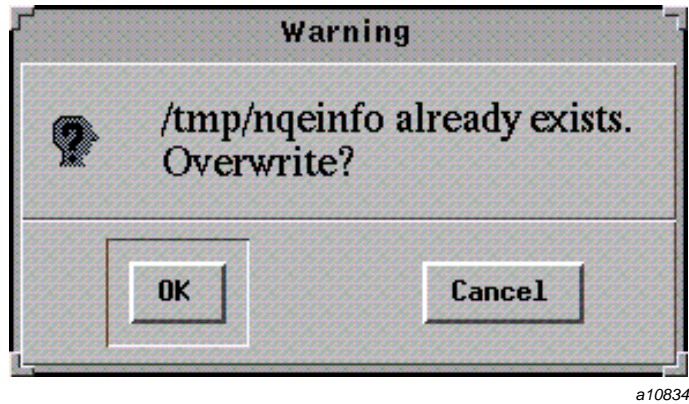 Warning
/tmp/nqeinfo already exists.
Overwrite?
OK
Cancel
a10834